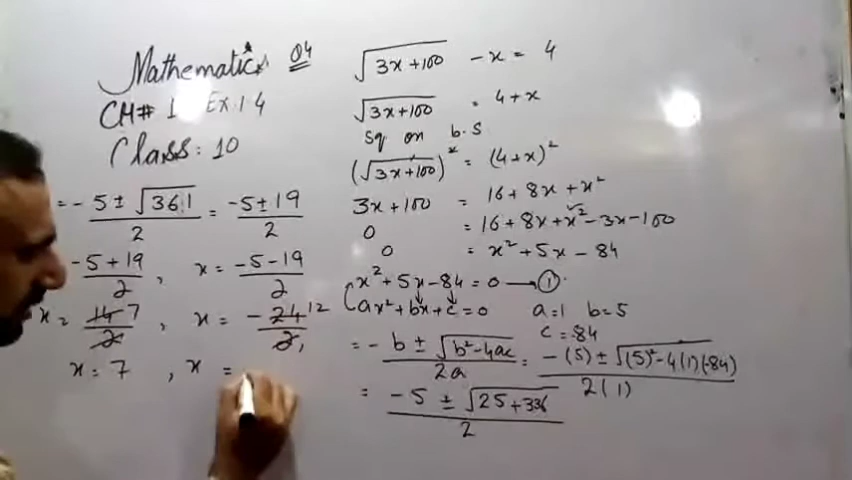 Mathematics 04
CH# 1 Ex 1.4
Class: 10
√3x+100 -x = 4
√3x+100 = 4+x
Sq on b.S
(√3x+100)² = (4+x)²
3x+100 = 16+8x+x²
0 = 16+8x+x²-3x-100
0 = x²+5x-84
x²+5x-84=0 → ①
ax²+bx+c=0 a=1 b=5
c=84
= -b ± √b²-4ac / 2a = -(5) ± √(5)²-4(1)(-84) / 2(1)
= -5 ± √25+336 / 2
= -5 ± √361 / 2 = -5±19 / 2
-5+19 / 2 , x = -5-19 / 2
x = 14 7 / 2 , x = -24 12 / 2 1
x = 7 , x =